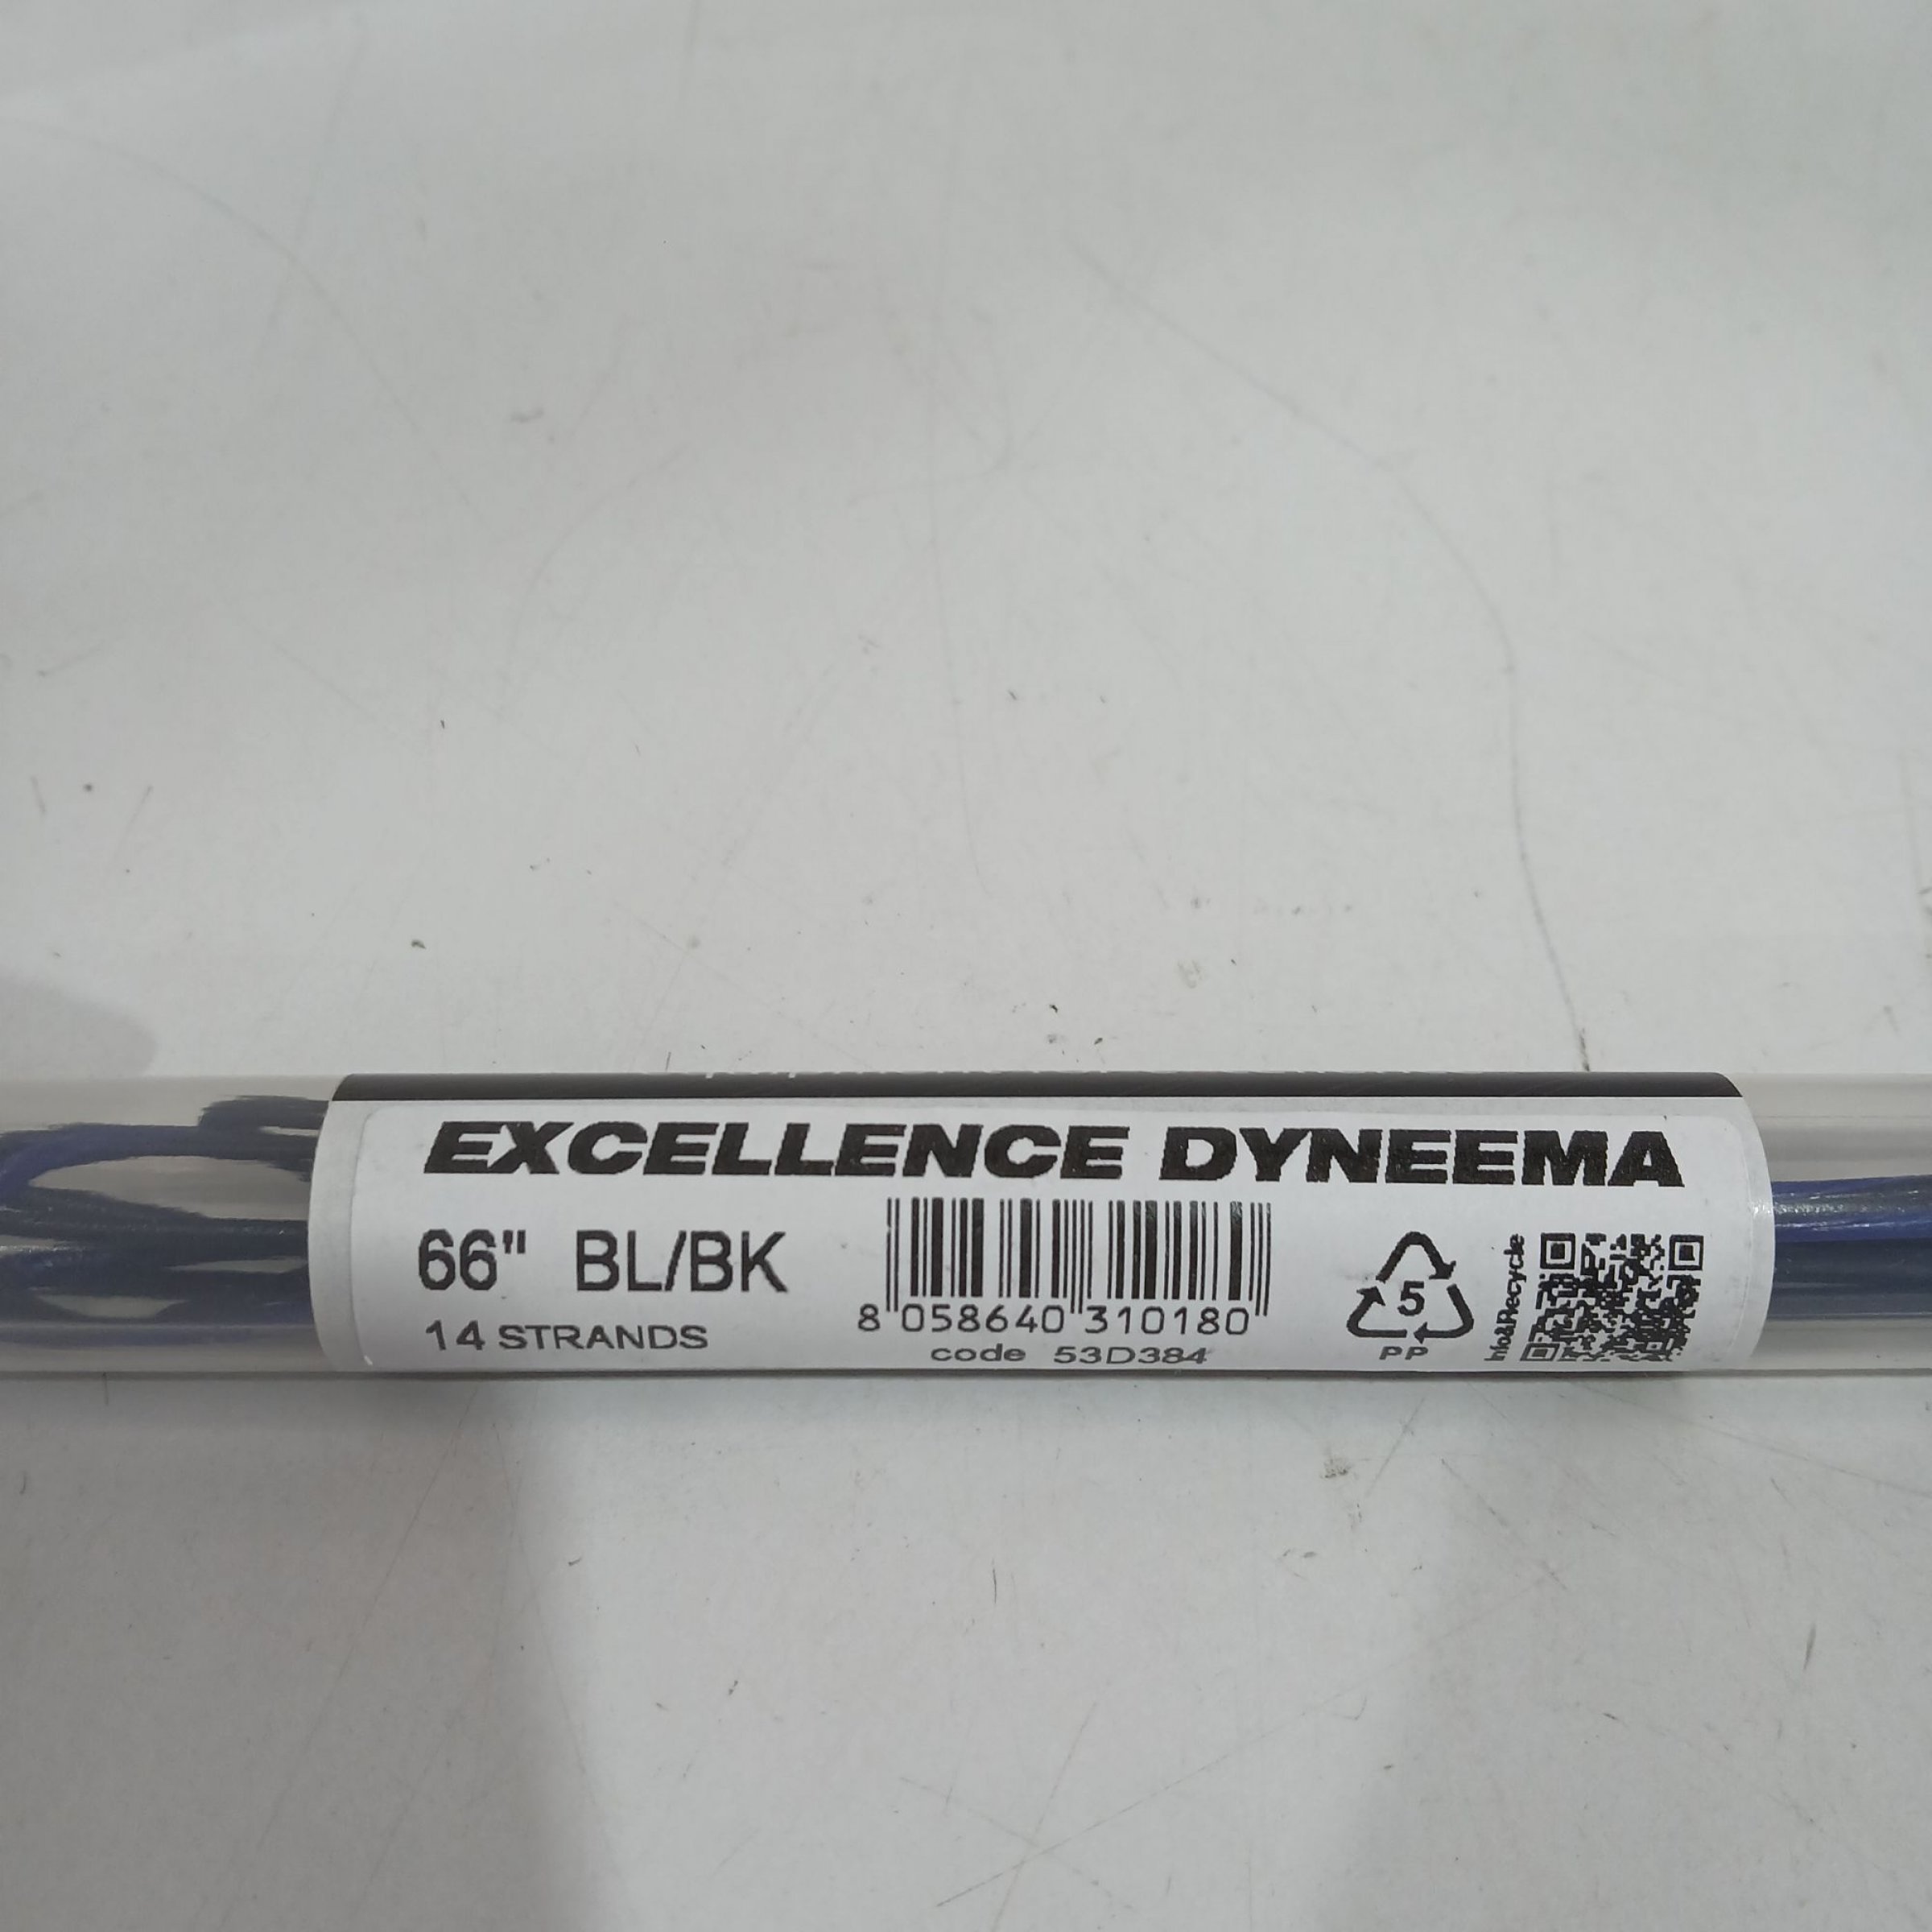 EXCELLENCE DYNEEMA
66" BL/BK
14 STRANDS
8 058640 310180
code 53D384
5
PP
Info&Recycle